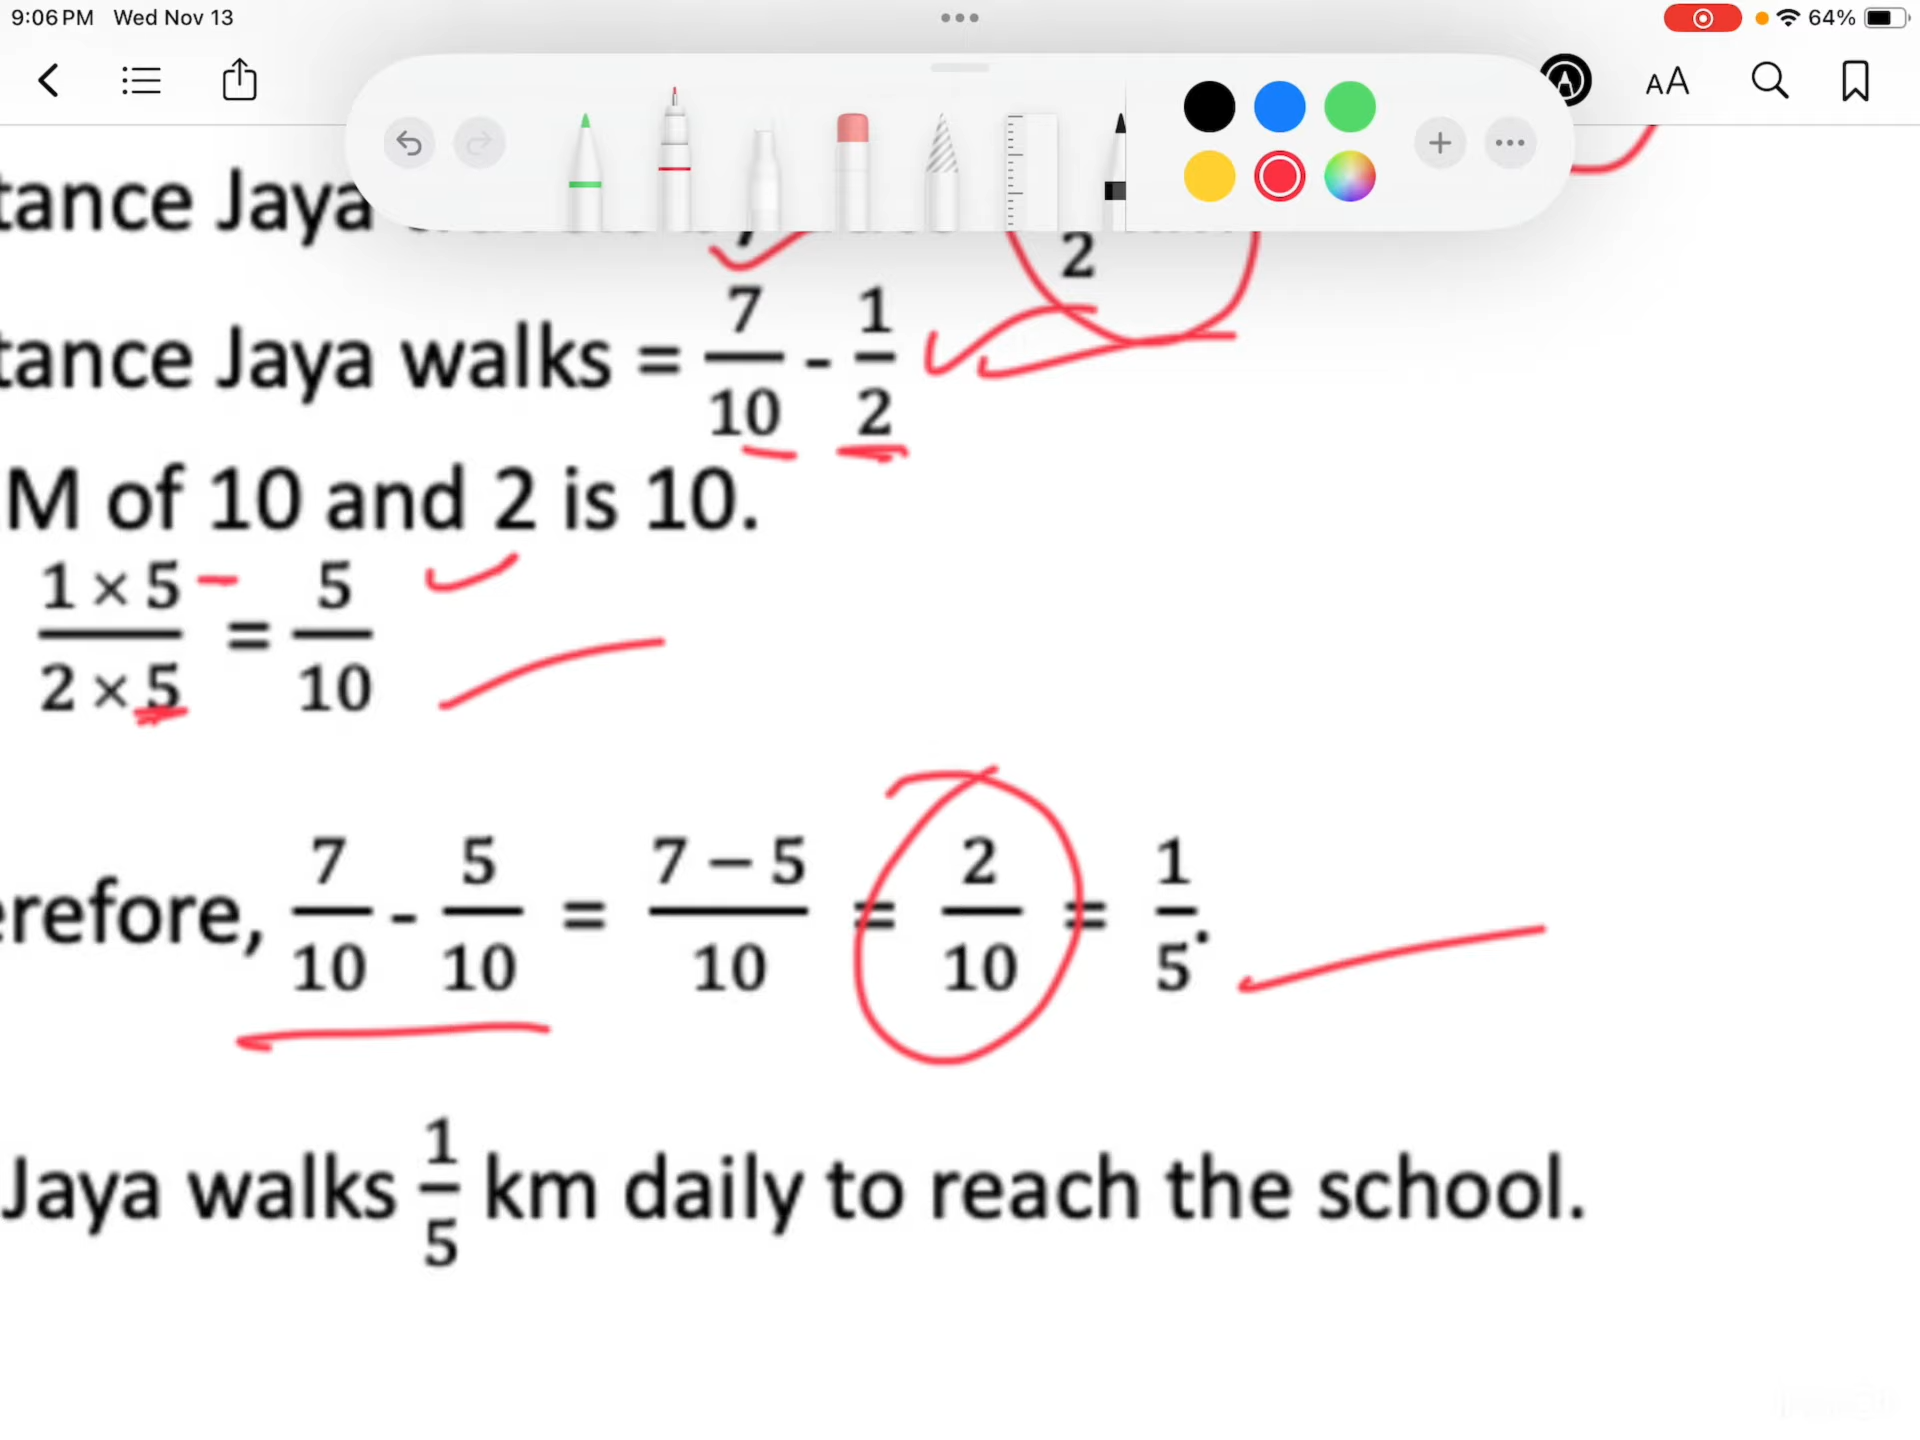 9:06 PM Wed Nov 13
64%
AA
tance Jaya
2
tance Jaya walks = 7/10 - 1/2
M of 10 and 2 is 10.
1 × 5 / 2 × 5 = 5/10
erefore, 7/10 - 5/10 = 7 – 5 / 10 = 2/10 = 1/5.
Jaya walks 1/5 km daily to reach the school.